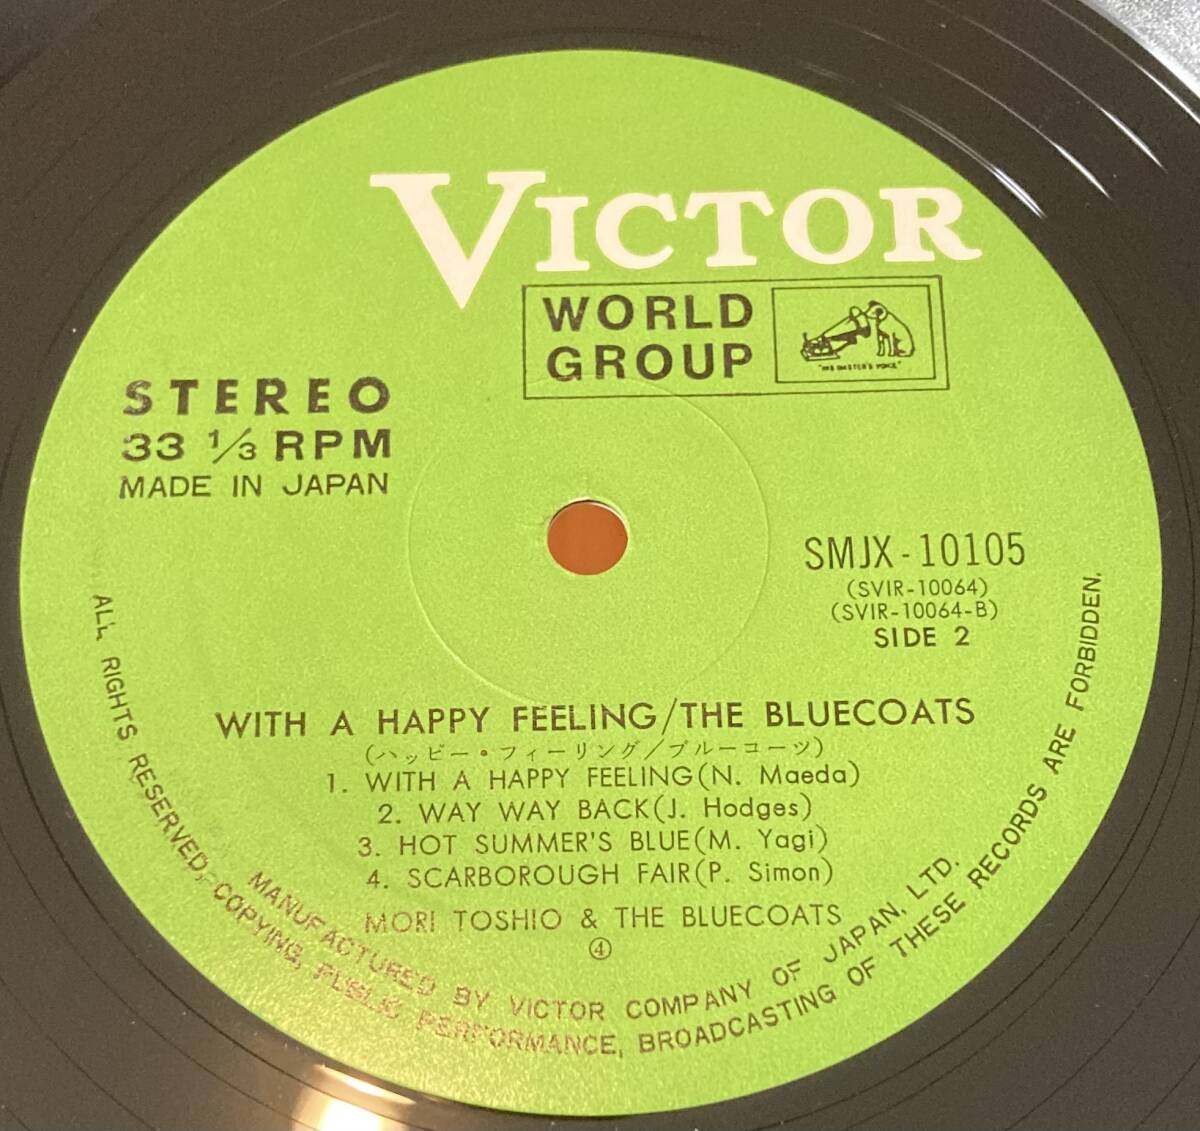 VICTOR
WORLD
GROUP
"HIS MASTER'S VOICE"
STEREO
33 1/3 RPM
MADE IN JAPAN
SMJX-10105
(SVIR-10064)
(SVIR-10064-B)
SIDE 2
WITH A HAPPY FEELING/THE BLUECOATS
(ハッピー・フィーリング/ブルーコーツ)
1. WITH A HAPPY FEELING(N. Maeda)
2. WAY WAY BACK(J. Hodges)
3. HOT SUMMER'S BLUE(M. Yagi)
4. SCARBOROUGH FAIR(P. Simon)
MORI TOSHIO & THE BLUECOATS
④
MANUFACTURED BY VICTOR COMPANY OF JAPAN, LTD.
ALL RIGHTS RESERVED, COPYING, PUBLIC PERFORMANCE, BROADCASTING OF THESE RECORDS ARE FORBIDDEN.